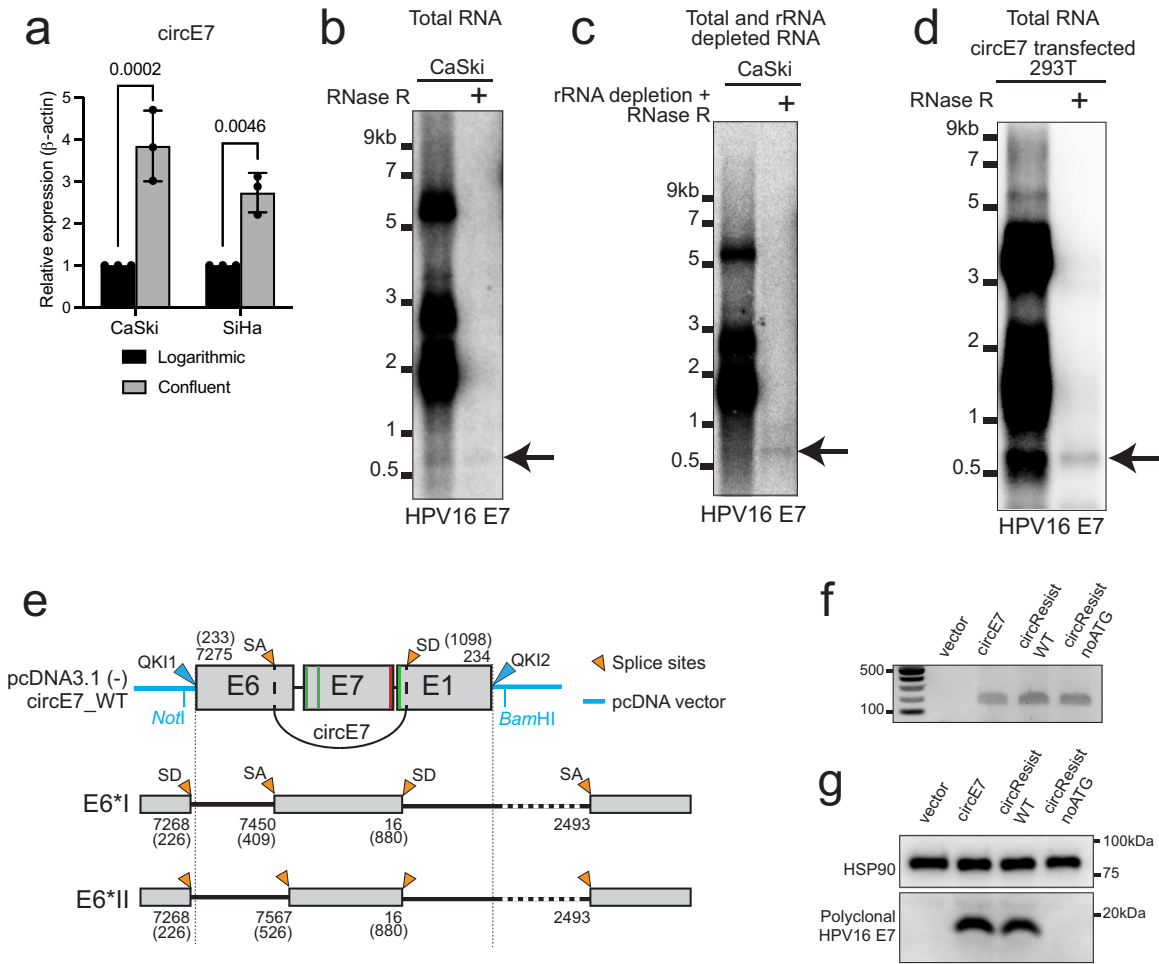 a
circE7
0.0002
0.0046
Relative expression (β-actin)
5
4
3
2
1
0
CaSki
SiHa
Logarithmic
Confluent
b
Total RNA
CaSki
RNase R
+
9kb
7
5
3
2
1
0.5
HPV16 E7
c
Total and rRNA
depleted RNA
CaSki
rRNA depletion +
RNase R
+
9kb
7
5
3
2
1
0.5
HPV16 E7
d
Total RNA
circE7 transfected
293T
RNase R
+
9kb
7
5
3
2
1
0.5
HPV16 E7
e
pcDNA3.1 (-)
circE7_WT
QKI1
NotI
(233)
7275
SA
SD
(1098)
234
QKI2
BamHI
E6
E7
E1
circE7
Splice sites
pcDNA vector
E6*I
SD
SA
SD
SA
7268
(226)
7450
(409)
16
(880)
2493
E6*II
7268
(226)
7567
(526)
16
(880)
2493
f
vector
circE7
circResist
WT
circResist
noATG
500
100
g
vector
circE7
circResist
WT
circResist
noATG
HSP90
100kDa
75
Polyclonal
HPV16 E7
20kDa